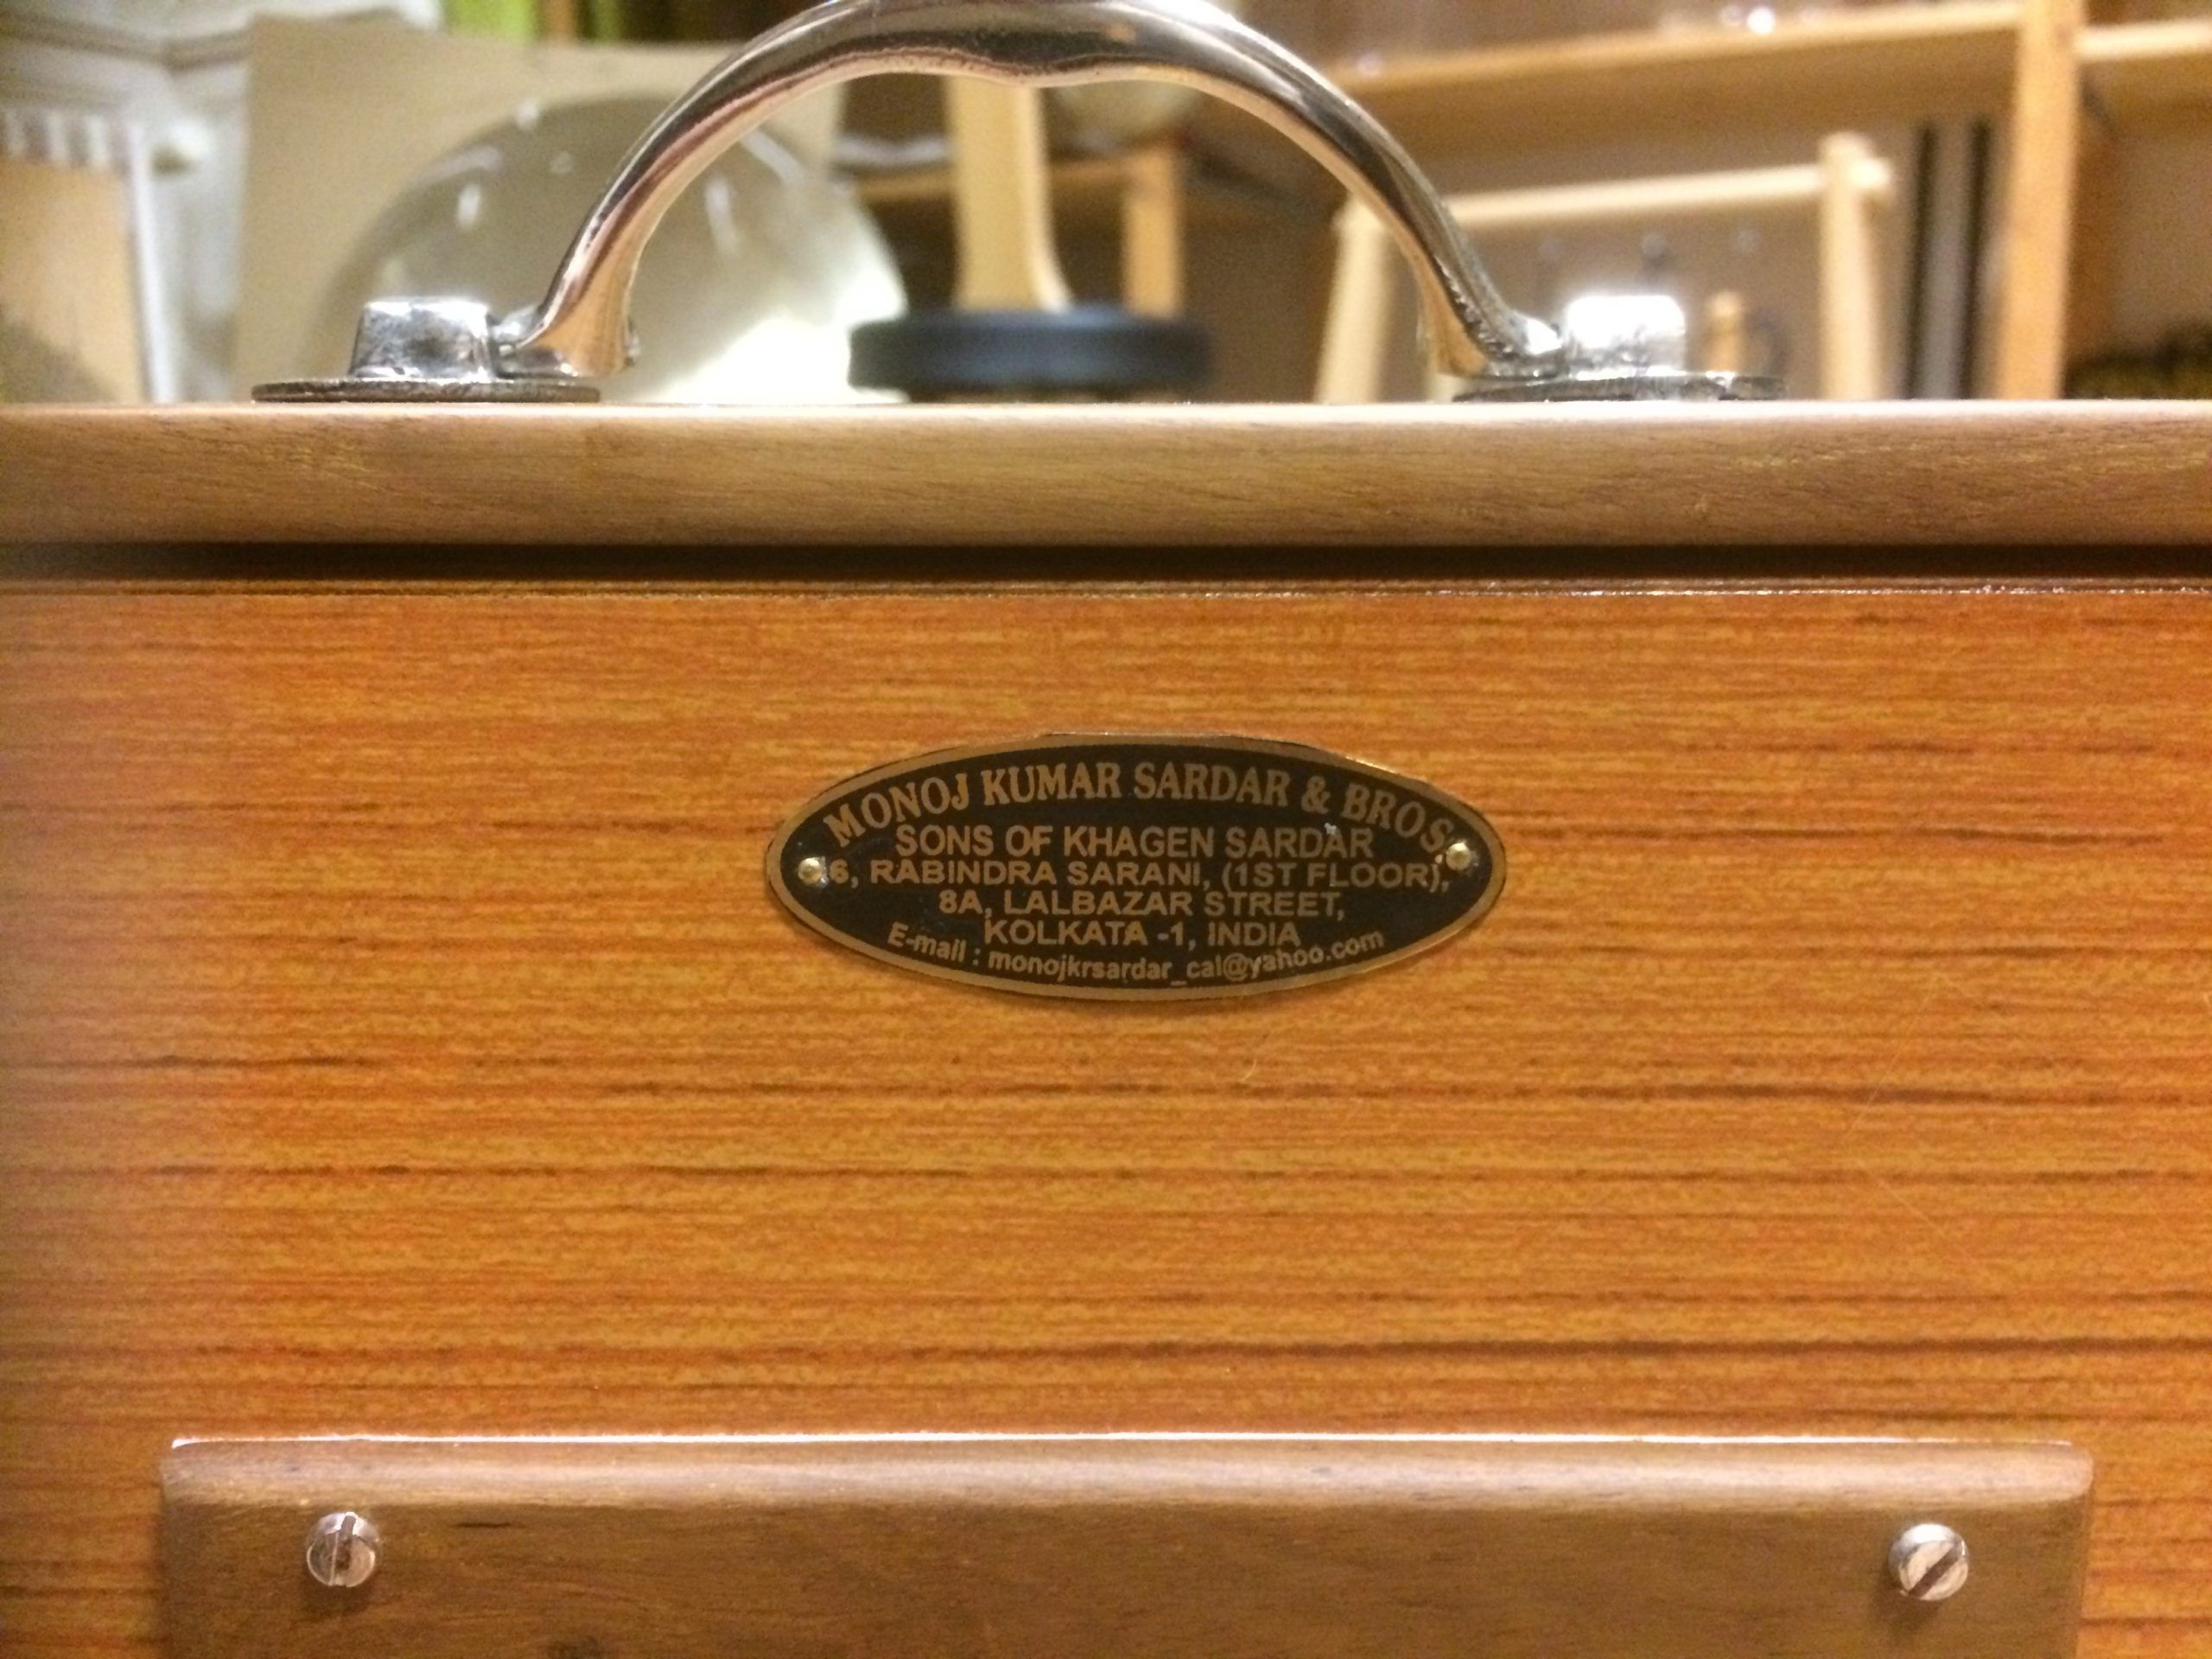 MONOJ KUMAR SARDAR & BROS.
SONS OF KHAGEN SARDAR
6, RABINDRA SARANI, (1ST FLOOR),
8A, LALBAZAR STREET,
KOLKATA -1, INDIA
E-mail : monojkrsardar_cal@yahoo.com